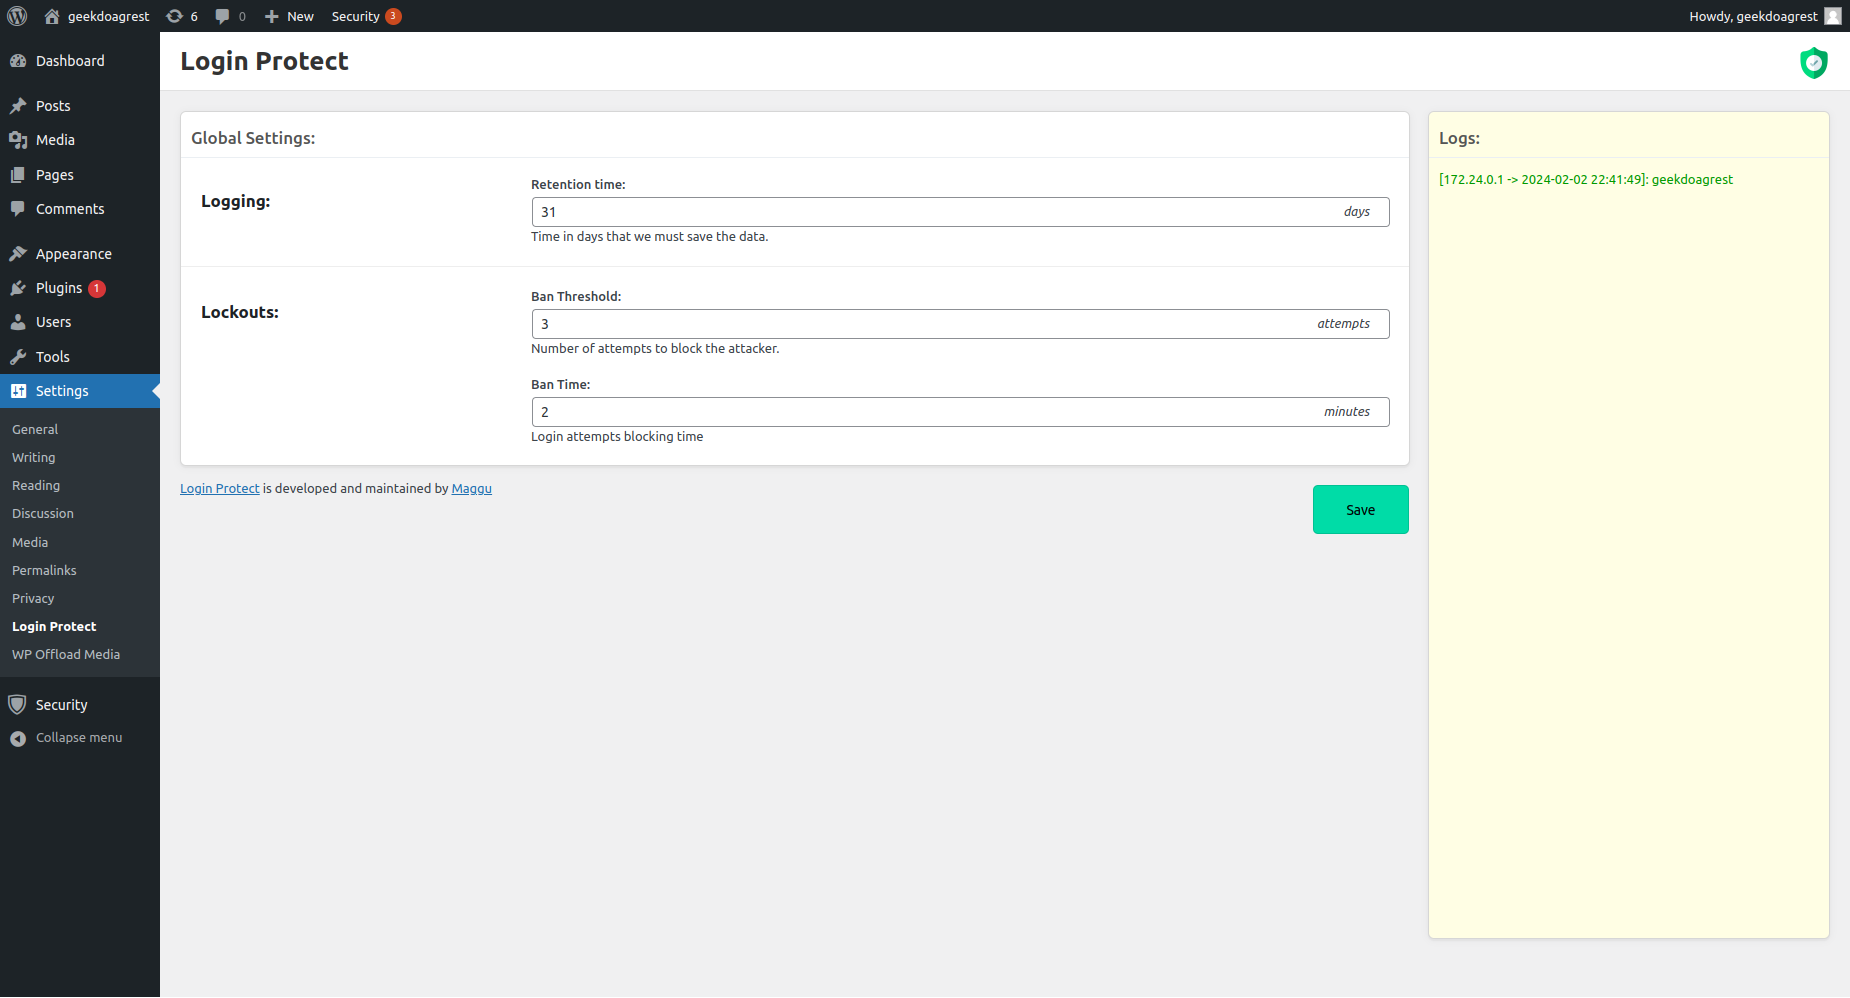 geekdoagrest 6 0 New Security 3 Howdy, geekdoagrest
Dashboard
Posts
Media
Pages
Comments
Appearance
Plugins 1
Users
Tools
Settings
General
Writing
Reading
Discussion
Media
Permalinks
Privacy
Login Protect
WP Offload Media
Security
Collapse menu
Login Protect
Global Settings:
Logging:
Retention time:
31 days
Time in days that we must save the data.
Lockouts:
Ban Threshold:
3 attempts
Number of attempts to block the attacker.
Ban Time:
2 minutes
Login attempts blocking time
Login Protect is developed and maintained by Maggu
Save
Logs:
[172.24.0.1 -> 2024-02-02 22:41:49]: geekdoagrest